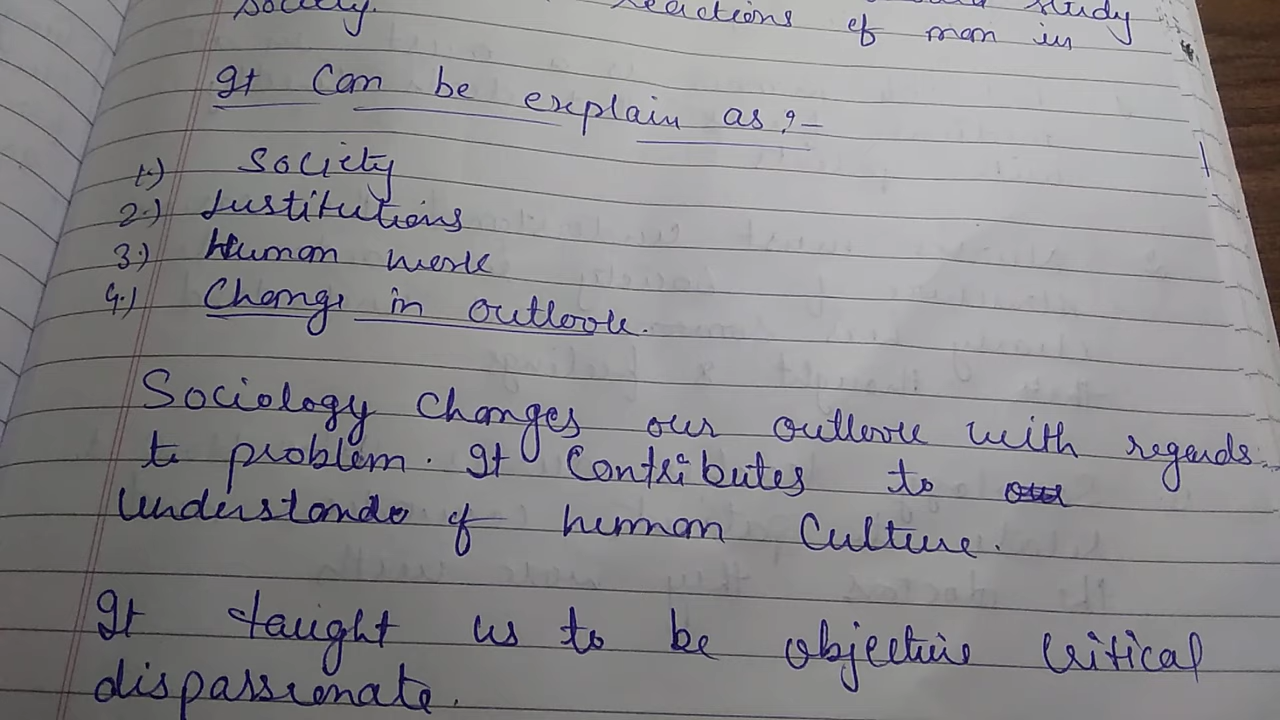 society. reactions of man in study
It Can be explain as :-
1.) Society
2.) Institutions
3.) Human work
4.) Change in outlook.
Sociology changes our outlook with regards
to problem. It Contributes to
understando of human Culture.
It taught us to be objective critical
dispassionate.